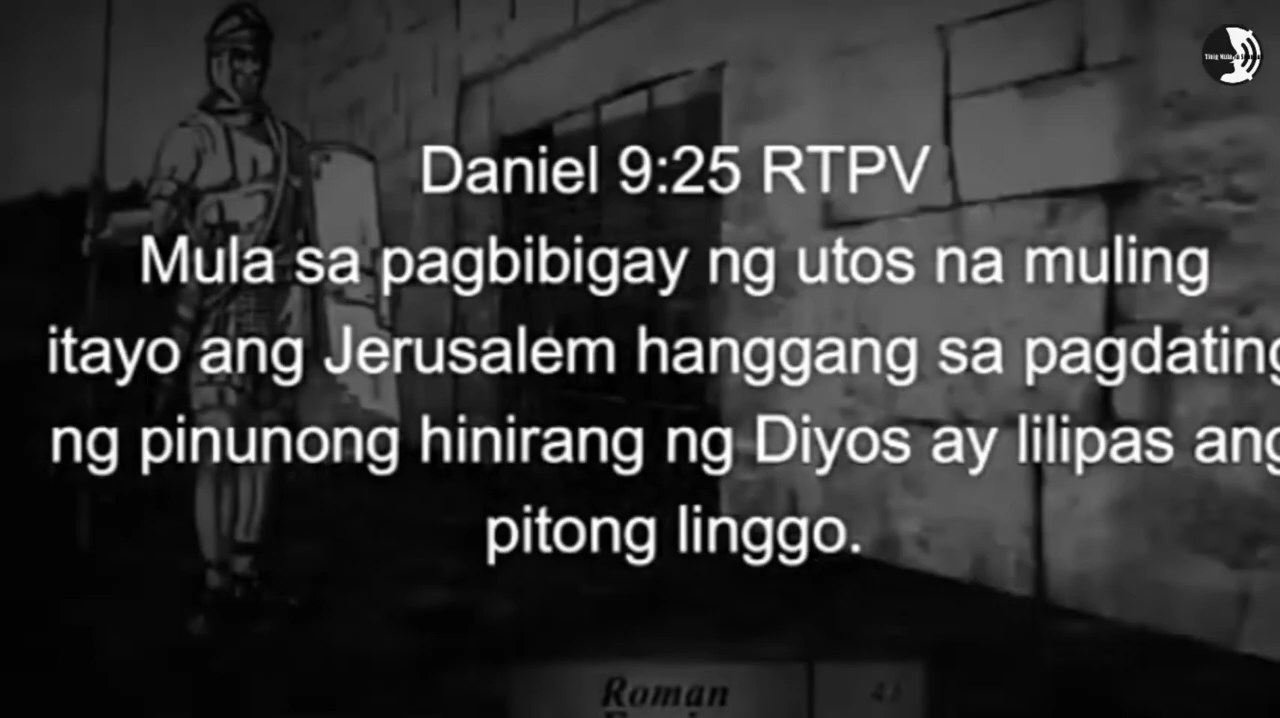 Daniel 9:25 RTPV
Mula sa pagbibigay ng utos na muling
itayo ang Jerusalem hanggang sa pagdating
ng pinunong hinirang ng Diyos ay lilipas ang
pitong linggo.
Roman